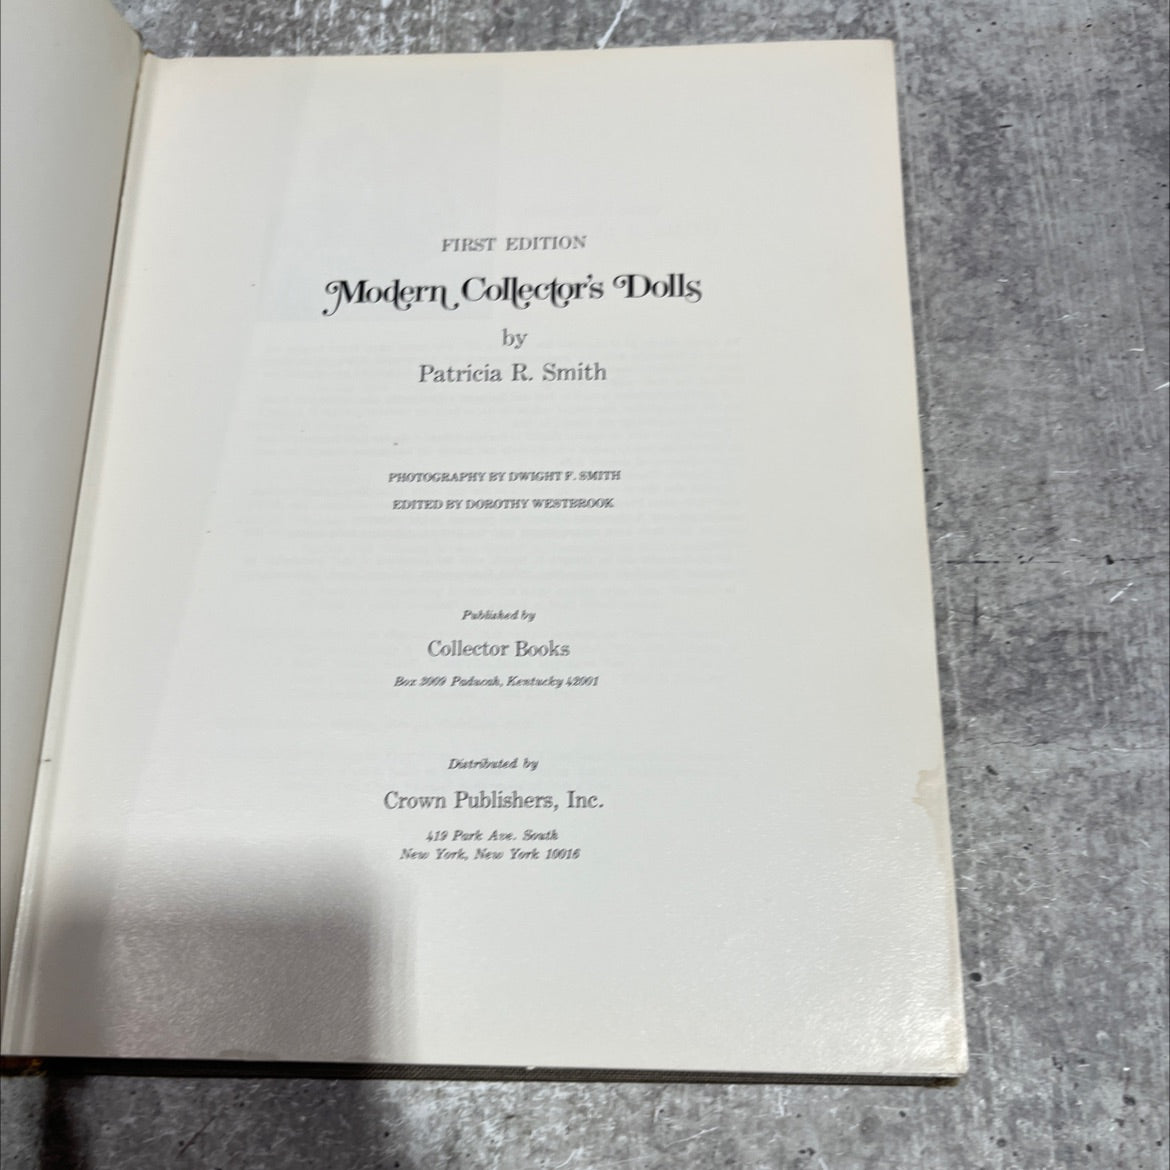 FIRST EDITION
Modern Collector's Dolls
by
Patricia R. Smith
PHOTOGRAPHY BY DWIGHT F. SMITH
EDITED BY DOROTHY WESTBROOK
Published by
Collector Books
Box 3009 Paducah, Kentucky 42001
Distributed by
Crown Publishers, Inc.
419 Park Ave. South
New York, New York 10016